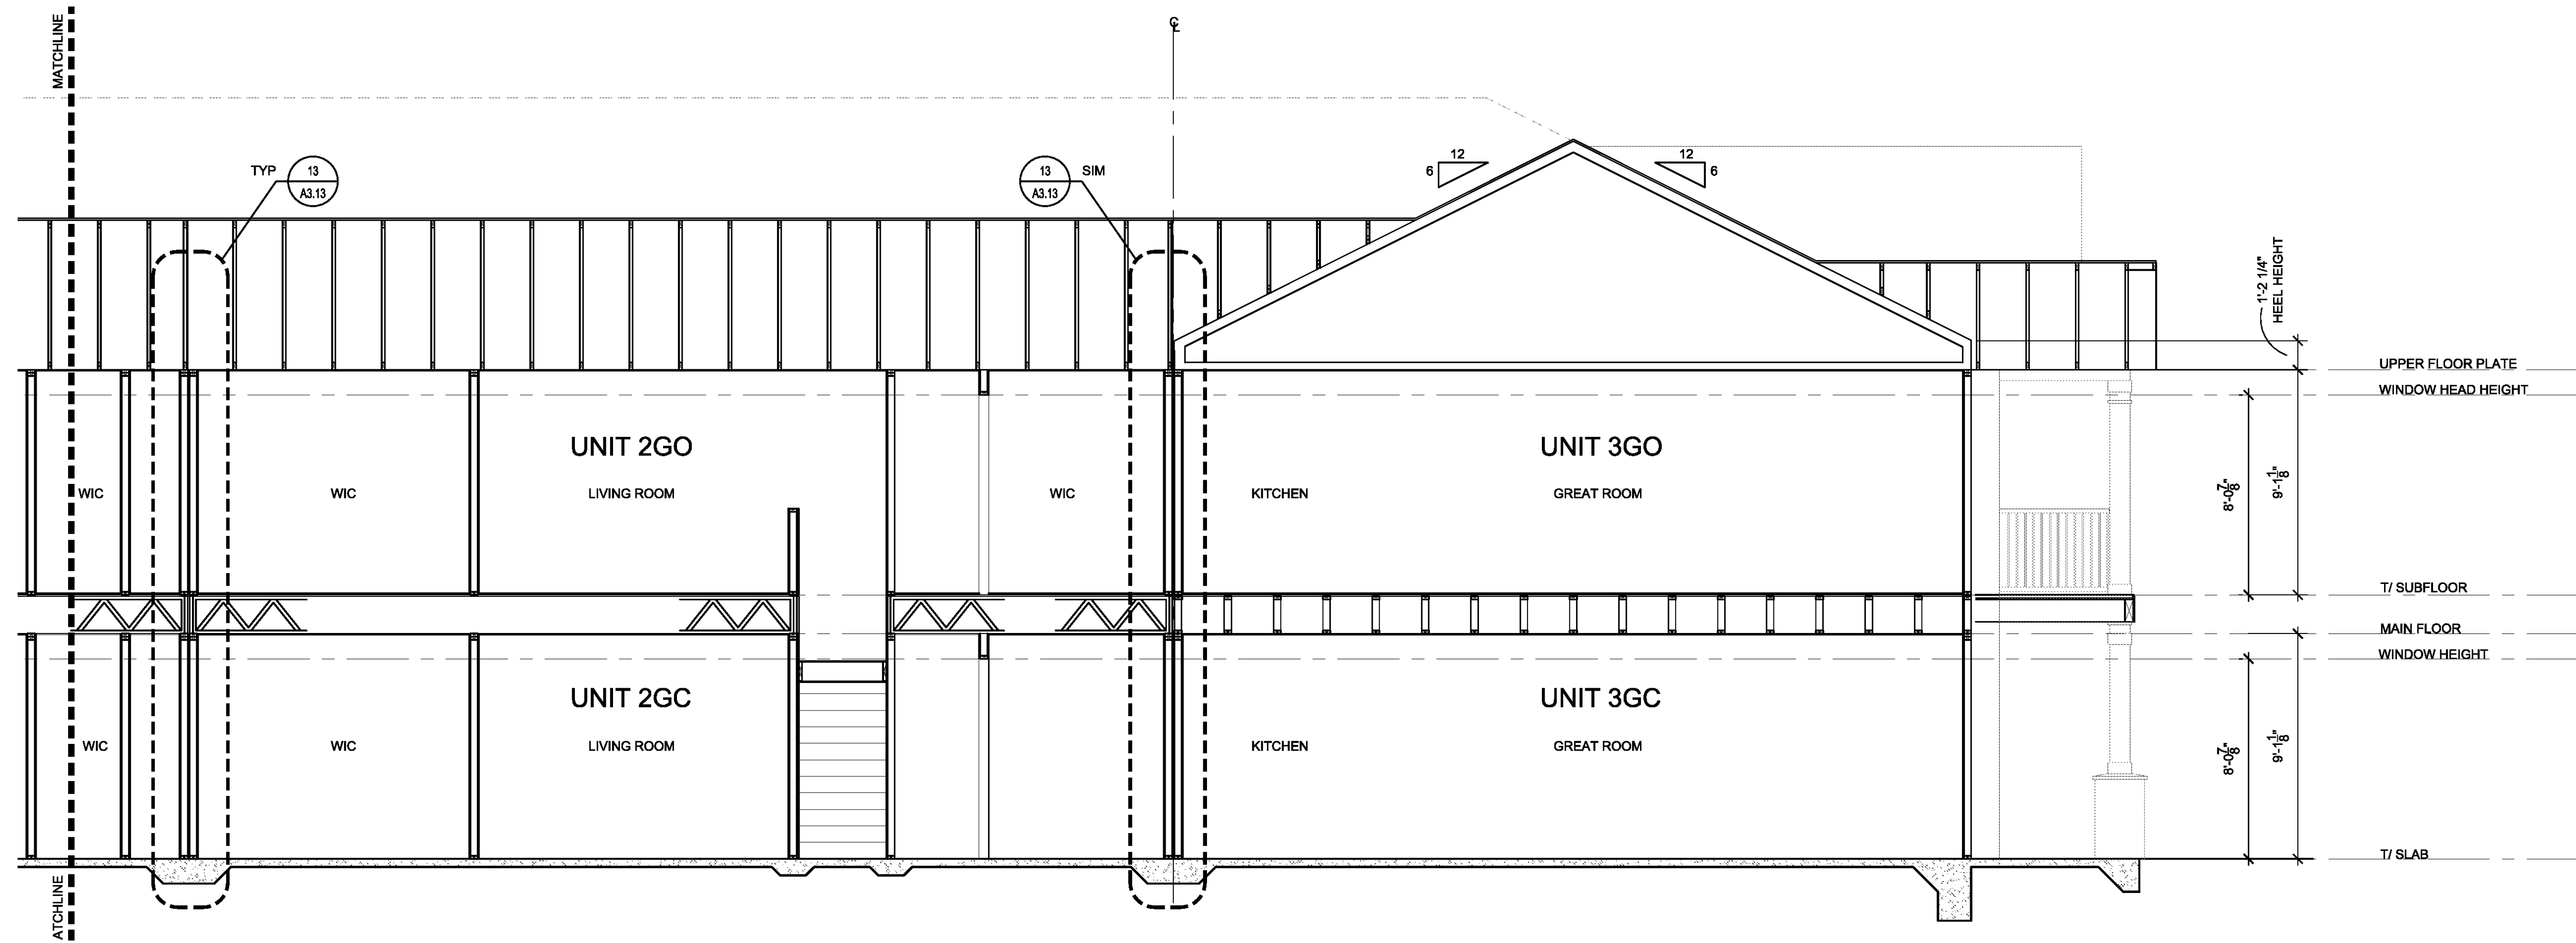 MATCHLINE
℄
TYP
13
A3.13
13
A3.13
SIM
12
6
12
6
1'-2 1/4"
HEEL HEIGHT
UPPER FLOOR PLATE
WINDOW HEAD HEIGHT
UNIT 2GO
UNIT 3GO
WIC
WIC
LIVING ROOM
WIC
KITCHEN
GREAT ROOM
8'-0 7/8"
9'-1 1/8"
T/ SUBFLOOR
MAIN FLOOR
WINDOW HEIGHT
UNIT 2GC
UNIT 3GC
WIC
WIC
LIVING ROOM
KITCHEN
GREAT ROOM
8'-0 7/8"
9'-1 1/8"
T/ SLAB
ATCHLINE